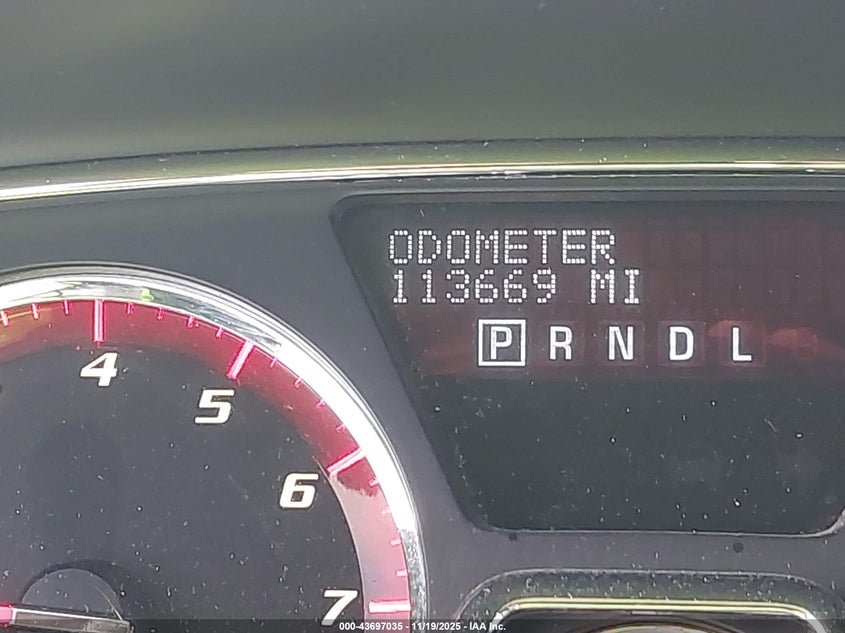 ODOMETER
113669 MI
P R N D L
4
5
6
7
000-43697035 - 11/19/2025 - IAA Inc.